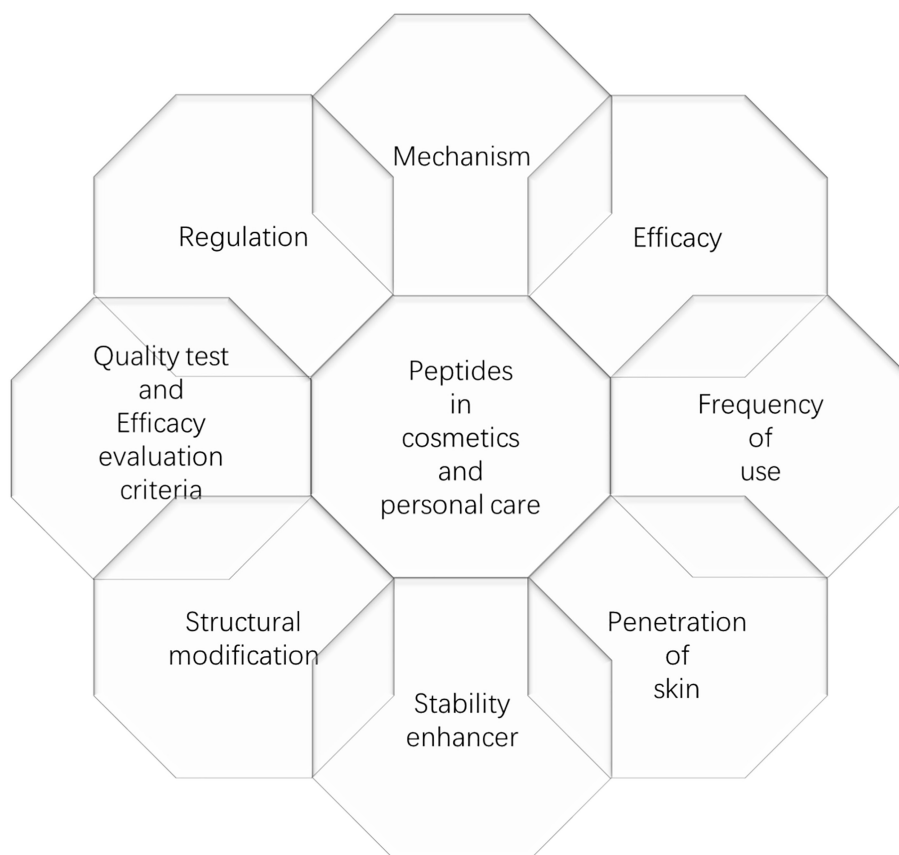 Mechanism
Regulation
Efficacy
Quality test
and
Efficacy
evaluation
criteria
Peptides
in
cosmetics
and
personal care
Frequency
of
use
Structural
modification
Penetration
of
skin
Stability
enhancer